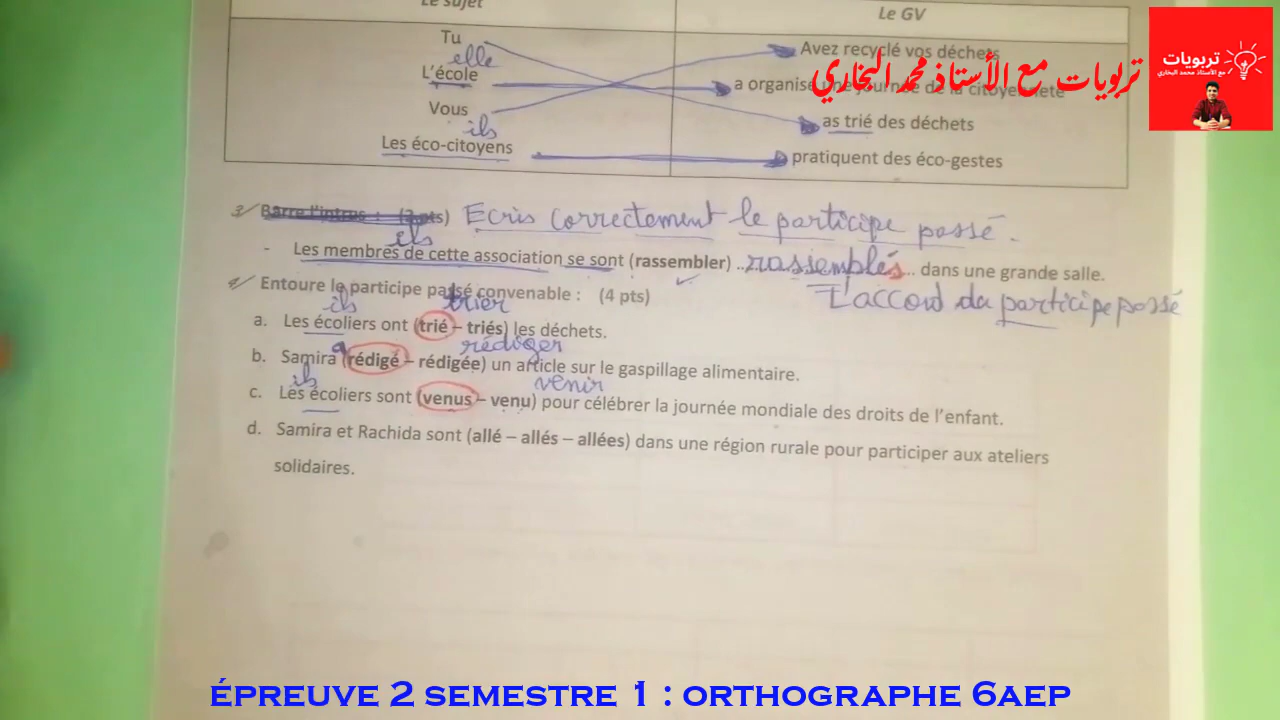 Le sujet Le GV
Tu Avez recyclé vos déchets
elle
L'école a organisé une journée de la citoyenneté
تربويات مع الأستاذ محمد البخاري
تربويات
مع الأستاذ محمد البخاري
Vous as trié des déchets
ils
Les éco-citoyens pratiquent des éco-gestes
3/ Barre l'intrus : (2 pts) Ecris correctement le participe passé.
ils
- Les membres de cette association se sont (rassembler) ..rassemblés... dans une grande salle.
4/ Entoure le participe passé convenable : (4 pts) L'accord du participe passé
ils trier
a. Les écoliers ont (trié – triés) les déchets.
rédiger
b. Samira a (rédigé – rédigée) un article sur le gaspillage alimentaire.
ils venir
c. Les écoliers sont (venus – venu) pour célébrer la journée mondiale des droits de l'enfant.
d. Samira et Rachida sont (allé – allés – allées) dans une région rurale pour participer aux ateliers
solidaires.
ÉPREUVE 2 SEMESTRE 1 : ORTHOGRAPHE 6AEP